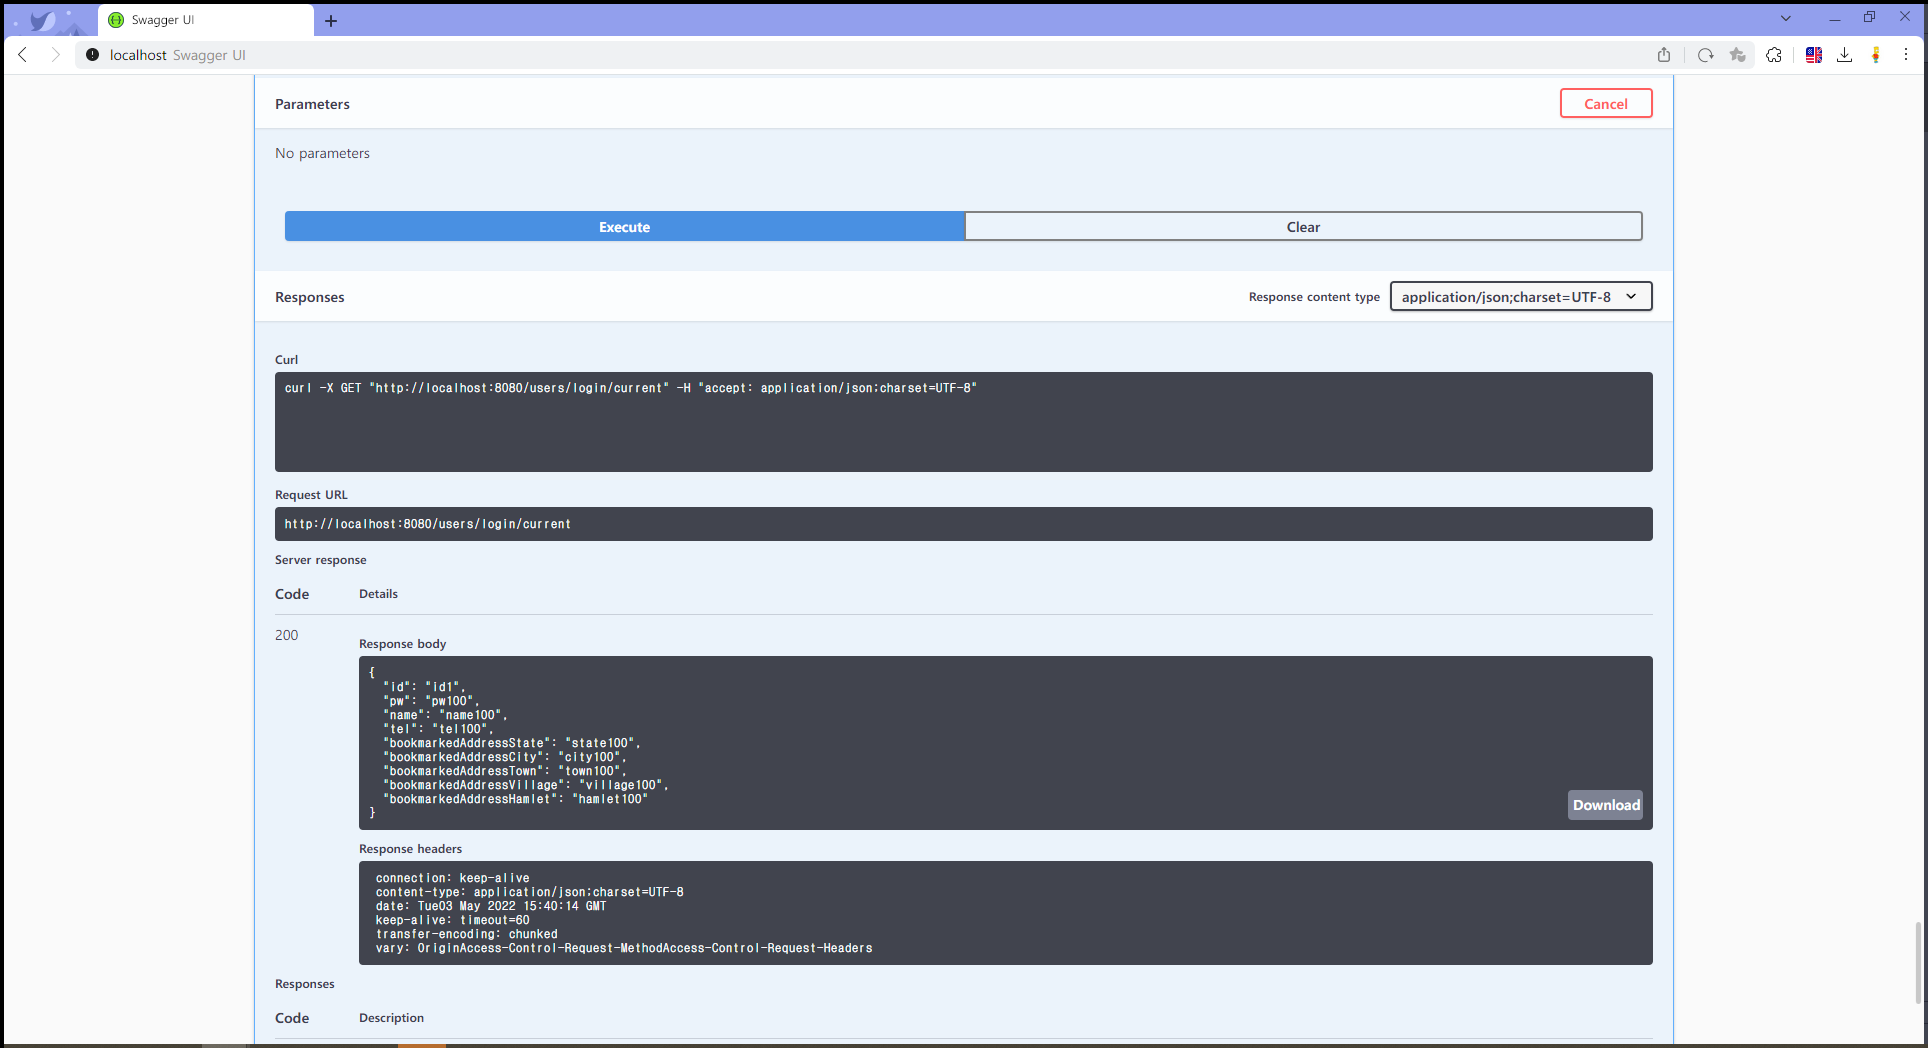 Swagger UI
localhost Swagger UI
Parameters
Cancel
No parameters
Execute
Clear
Responses
Response content type
application/json;charset=UTF-8
Curl
curl -X GET "http://localhost:8080/users/login/current" -H "accept: application/json;charset=UTF-8"
Request URL
http://localhost:8080/users/login/current
Server response
Code
Details
200
Response body
{
"id": "id1",
"pw": "pw100",
"name": "name100",
"tel": "tel100",
"bookmarkedAddressState": "state100",
"bookmarkedAddressCity": "city100",
"bookmarkedAddressTown": "town100",
"bookmarkedAddressVillage": "village100",
"bookmarkedAddressHamlet": "hamlet100"
}
Download
Response headers
connection: keep-alive
content-type: application/json;charset=UTF-8
date: Tue03 May 2022 15:40:14 GMT
keep-alive: timeout=60
transfer-encoding: chunked
vary: OriginAccess-Control-Request-MethodAccess-Control-Request-Headers
Responses
Code
Description